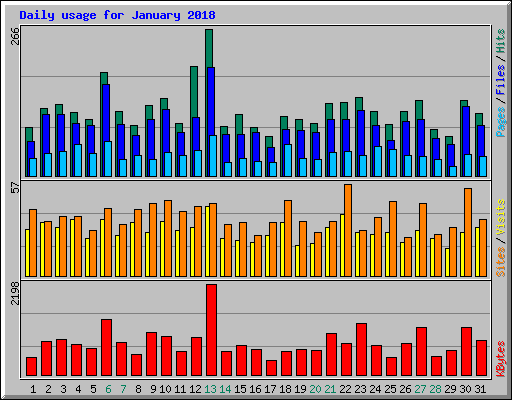 Daily usage for January 2018
266
Pages / Files / Hits
57
Sites / Visits
2198
KBytes
1 2 3 4 5 6 7 8 9 10 11 12 13 14 15 16 17 18 19 20 21 22 23 24 25 26 27 28 29 30 31